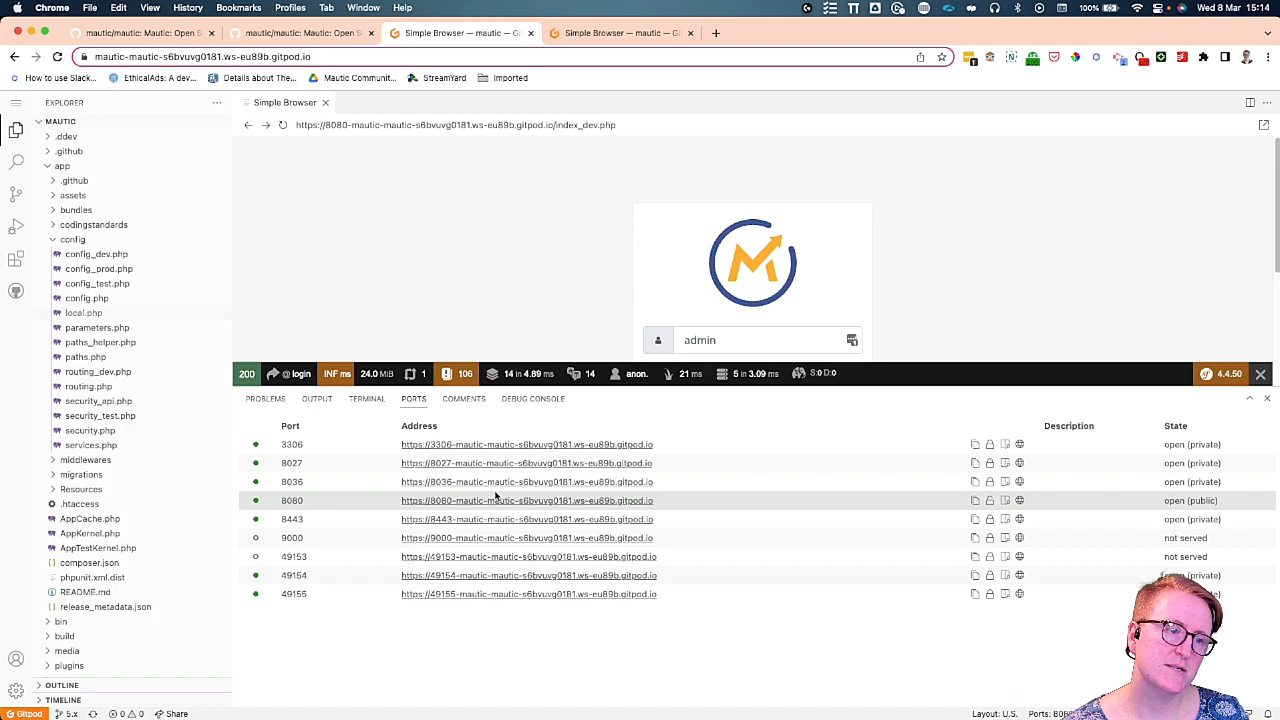 Chrome File Edit View History Bookmarks Profiles Tab Window Help 100% Wed 8 Mar 15:14
mautic/mautic: Mautic: Open S
mautic/mautic: Mautic: Open S
Simple Browser — mautic — Gi
Simple Browser — mautic — Gi
mautic-mautic-s6bvuvg0181.ws-eu89b.gitpod.io
How to use Slack...
EthicalAds: A dev...
Details about The...
Mautic Communit...
StreamYard
Imported
EXPLORER
MAUTIC
.ddev
.github
app
.github
assets
bundles
codingstandards
config
config_dev.php
config_prod.php
config_test.php
config.php
local.php
parameters.php
paths_helper.php
paths.php
routing_dev.php
routing.php
security_api.php
security_test.php
security.php
services.php
middlewares
migrations
Resources
.htaccess
AppCache.php
AppKernel.php
AppTestKernel.php
composer.json
phpunit.xml.dist
README.md
release_metadata.json
bin
build
media
plugins
OUTLINE
TIMELINE
Simple Browser
https://8080-mautic-mautic-s6bvuvg0181.ws-eu89b.gitpod.io/index_dev.php
admin
200 @ login INF ms 24.0 MiB 1 106 14 in 4.89 ms 14 anon. 21 ms 5 in 3.09 ms S:0 D:0 4.4.50
PROBLEMS OUTPUT TERMINAL PORTS COMMENTS DEBUG CONSOLE
Port Address Description State
3306 https://3306-mautic-mautic-s6bvuvg0181.ws-eu89b.gitpod.io open (private)
8027 https://8027-mautic-mautic-s6bvuvg0181.ws-eu89b.gitpod.io open (private)
8036 https://8036-mautic-mautic-s6bvuvg0181.ws-eu89b.gitpod.io open (private)
8080 https://8080-mautic-mautic-s6bvuvg0181.ws-eu89b.gitpod.io open (public)
8443 https://8443-mautic-mautic-s6bvuvg0181.ws-eu89b.gitpod.io open (private)
9000 https://9000-mautic-mautic-s6bvuvg0181.ws-eu89b.gitpod.io not served
49153 https://49153-mautic-mautic-s6bvuvg0181.ws-eu89b.gitpod.io not served
49154 https://49154-mautic-mautic-s6bvuvg0181.ws-eu89b.gitpod.io (private)
49155 https://49155-mautic-mautic-s6bvuvg0181.ws-eu89b.gitpod.io
Gitpod 5.x 0 0 Share Layout: U.S. Ports: